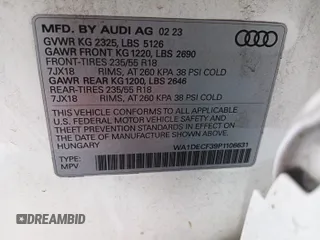 MFD. BY AUDI AG 02 23
GVWR KG 2325, LBS 5126
GAWR FRONT KG 1220, LBS 2690
FRONT-TIRES 235/55 R18
7JX18 RIMS, AT 260 KPA 38 PSI COLD
GAWR REAR KG 1200, LBS 2646
REAR-TIRES 235/55 R18
7JX18 RIMS, AT 260 KPA 38 PSI COLD
THIS VEHICLE CONFORMS TO ALL APPLICABLE
U.S. FEDERAL MOTOR VEHICLE SAFETY,
BUMPER, AND THEFT PREVENTION
STANDARDS IN EFFECT ON THE
DATE OF MANUFACTURE SHOWN ABOVE.
HUNGARY
TYPE:
MPV
DREAMBID